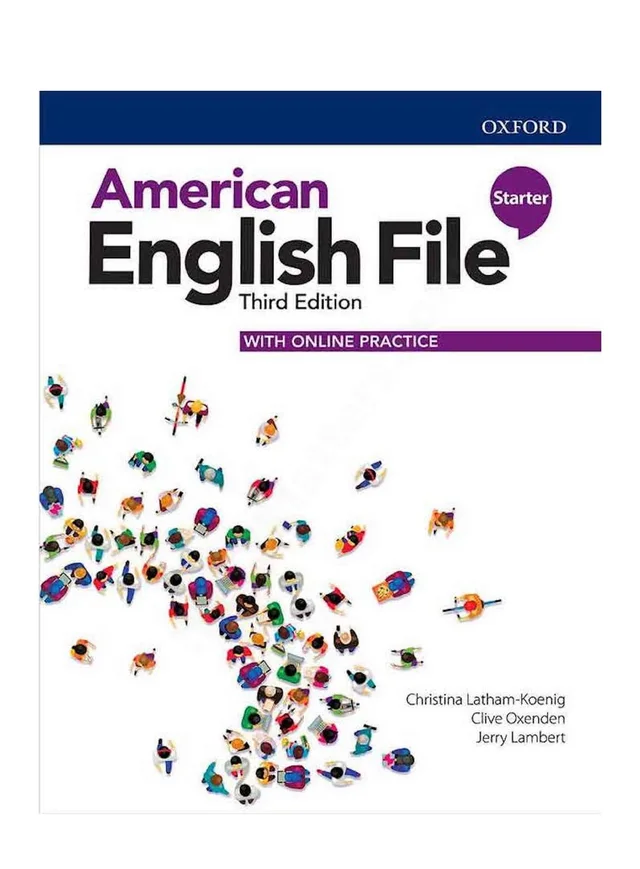 OXFORD
American
Starter
English File
Third Edition
WITH ONLINE PRACTICE
Christina Latham-Koenig
Clive Oxenden
Jerry Lambert